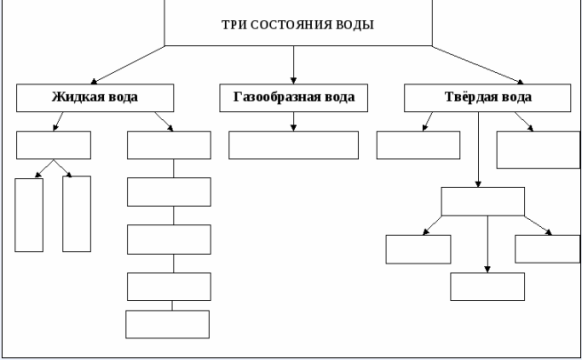 ТРИ СОСТОЯНИЯ ВОДЫ
Жидкая вода
Газообразная вода
Твёрдая вода